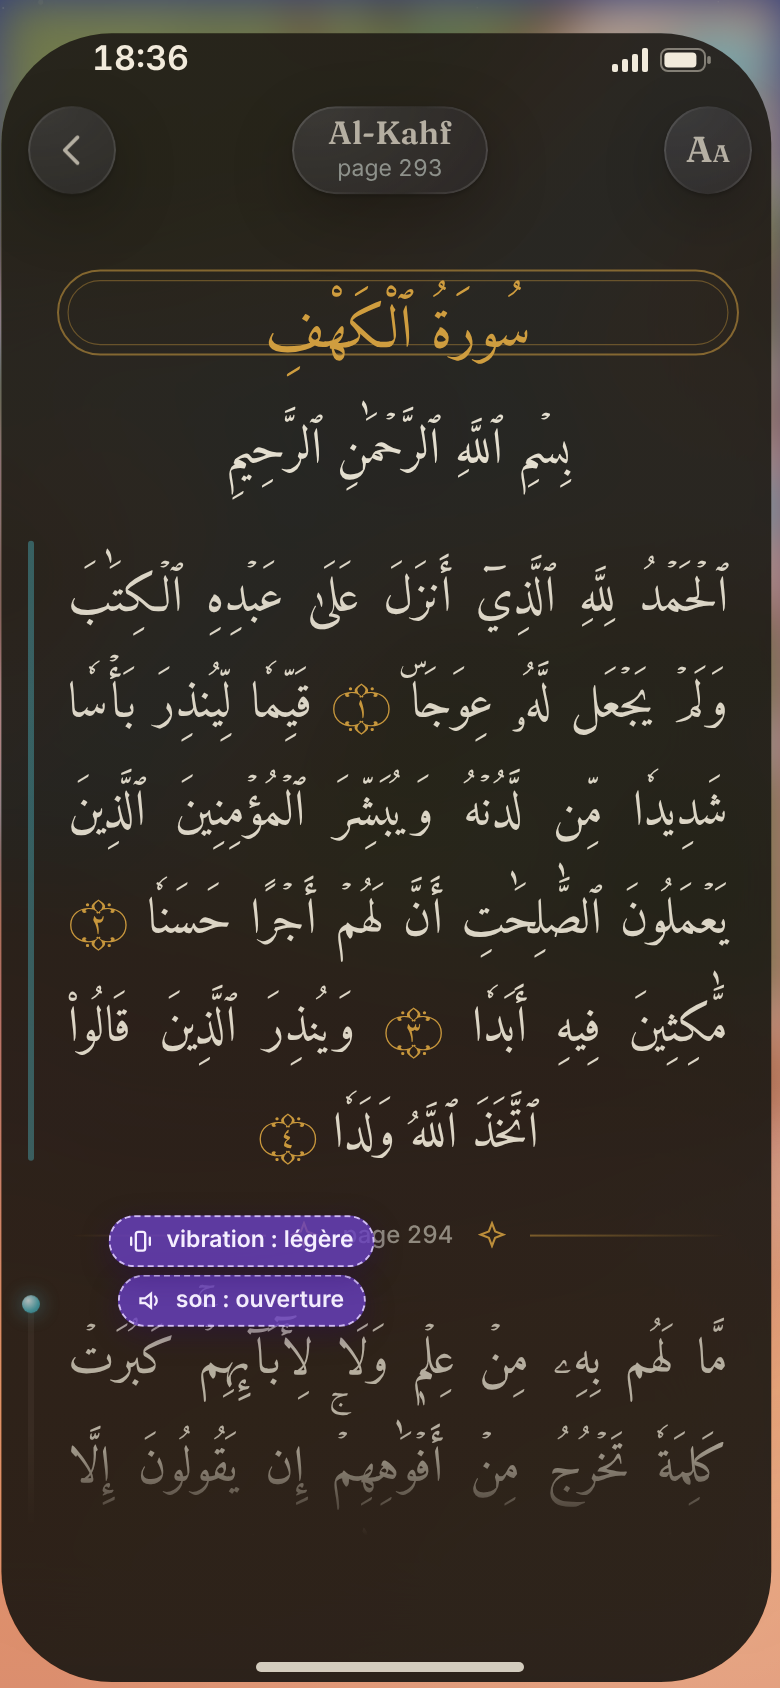 18:36
Al-Kahf
page 293
AA
سُورَةُ ٱلْكَهْفِ
بِسْمِ ٱللَّهِ ٱلرَّحْمَٰنِ ٱلرَّحِيمِ
ٱلْحَمْدُ لِلَّهِ ٱلَّذِيٓ أَنزَلَ عَلَىٰ عَبْدِهِ ٱلْكِتَٰبَ
وَلَمْ يَجْعَل لَّهُۥ عِوَجَاۜ ١ قَيِّمٗا لِّيُنذِرَ بَأْسٗا
شَدِيدٗا مِّن لَّدُنْهُ وَيُبَشِّرَ ٱلْمُؤْمِنِينَ ٱلَّذِينَ
يَعْمَلُونَ ٱلصَّٰلِحَٰتِ أَنَّ لَهُمْ أَجْرًا حَسَنٗا ٢
مَّٰكِثِينَ فِيهِ أَبَدٗا ٣ وَيُنذِرَ ٱلَّذِينَ قَالُواْ
ٱتَّخَذَ ٱللَّهُ وَلَدٗا ٤
age 294
vibration : légère
son : ouverture
مَّا لَهُم بِهِۦ مِنْ عِلْمٖ وَلَا لِأٓبَآئِهِمْۚ كَبُرَتْ
كَلِمَةٗ تَخْرُجُ مِنْ أَفْوَٰهِهِمْۚ إِن يَقُولُونَ إِلَّا